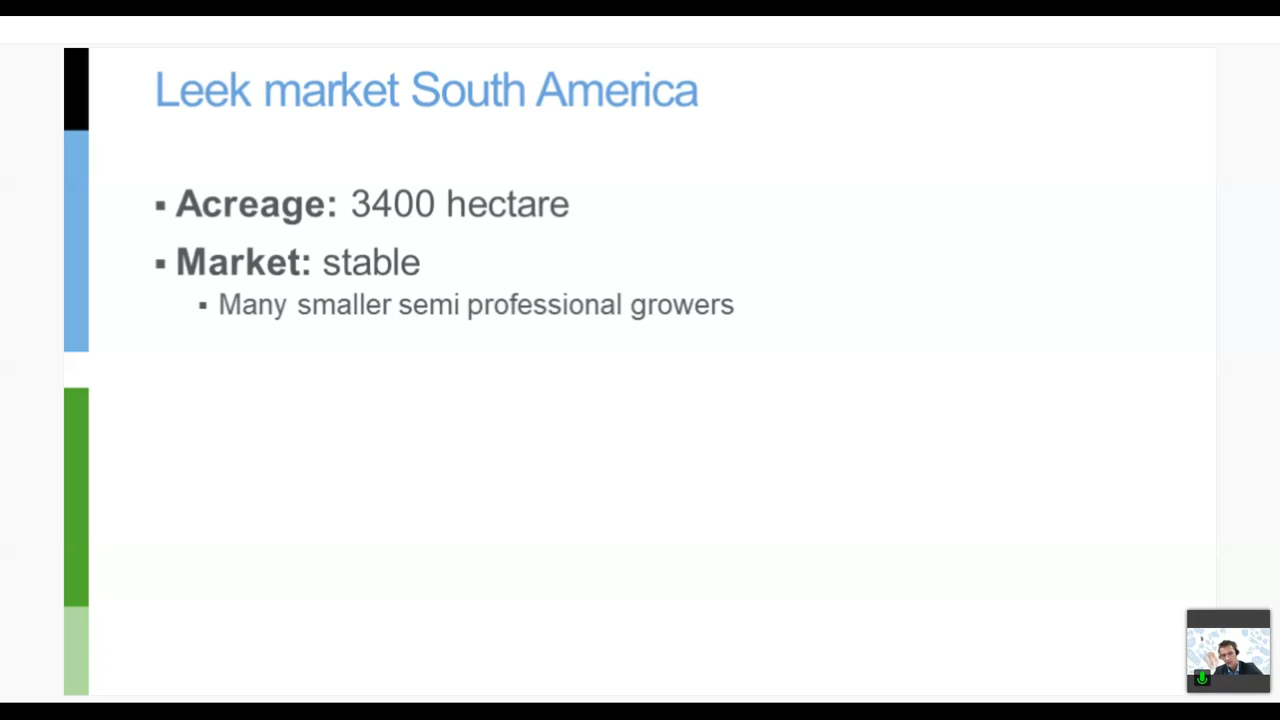 Leek market South America
▪ Acreage: 3400 hectare
▪ Market: stable
▪ Many smaller semi professional growers